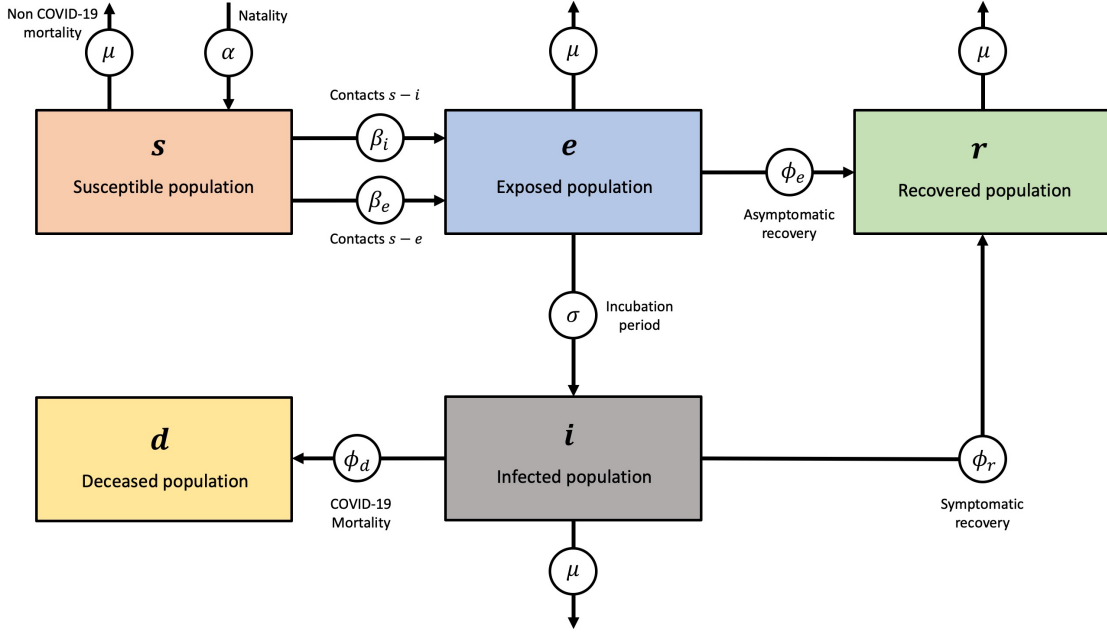 Non COVID-19
mortality
Natality
μ
α
μ
μ
Contacts s − i
s
Susceptible population
β_i
β_e
Contacts s − e
e
Exposed population
ϕ_e
Asymptomatic
recovery
r
Recovered population
σ
Incubation
period
d
Deceased population
ϕ_d
COVID-19
Mortality
i
Infected population
ϕ_r
Symptomatic
recovery
μ